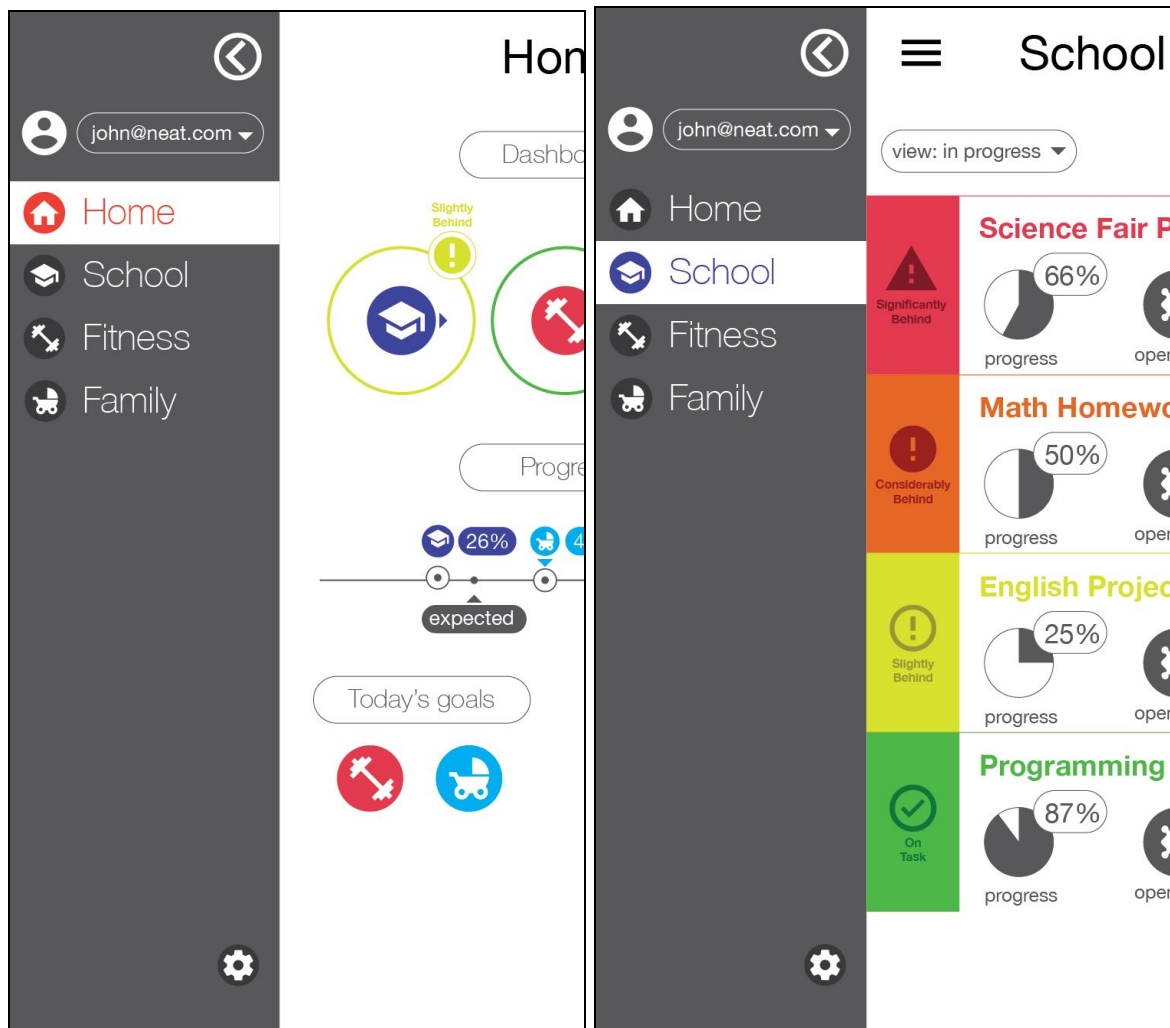 Hom
john@neat.com
Dashbo
Home
Slightly
Behind
School
Fitness
Family
Progre
26%
4
expected
Today's goals
School
john@neat.com
view: in progress
Home
School
Fitness
Family
Science Fair P
66%
Significantly
Behind
progress
oper
Math Homewo
50%
Considerably
Behind
progress
oper
English Projec
25%
Slightly
Behind
progress
oper
Programming
87%
On
Task
progress
oper